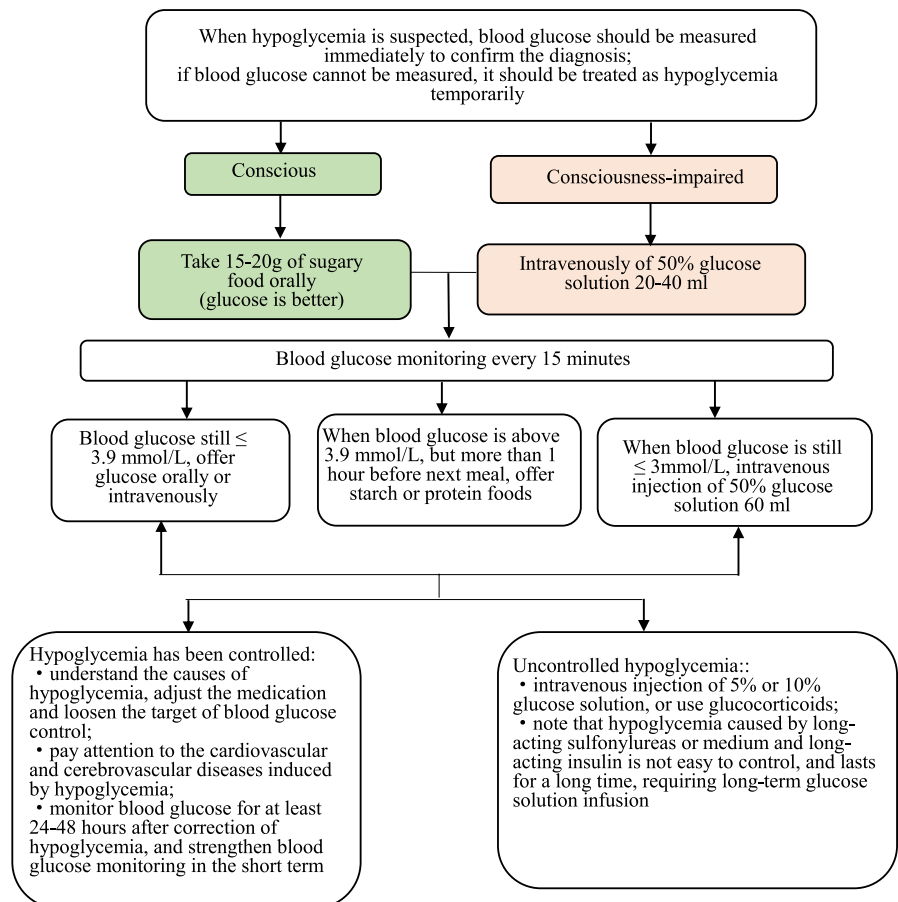 When hypoglycemia is suspected, blood glucose should be measured
immediately to confirm the diagnosis;
if blood glucose cannot be measured, it should be treated as hypoglycemia
temporarily
Conscious
Consciousness-impaired
Take 15-20g of sugary
food orally
(glucose is better)
Intravenously of 50% glucose
solution 20-40 ml
Blood glucose monitoring every 15 minutes
Blood glucose still ≤
3.9 mmol/L, offer
glucose orally or
intravenously
When blood glucose is above
3.9 mmol/L, but more than 1
hour before next meal, offer
starch or protein foods
When blood glucose is still
≤ 3mmol/L, intravenous
injection of 50% glucose
solution 60 ml
Hypoglycemia has been controlled:
• understand the causes of
hypoglycemia, adjust the medication
and loosen the target of blood glucose
control;
• pay attention to the cardiovascular
and cerebrovascular diseases induced
by hypoglycemia;
• monitor blood glucose for at least
24-48 hours after correction of
hypoglycemia, and strengthen blood
glucose monitoring in the short term
Uncontrolled hypoglycemia::
• intravenous injection of 5% or 10%
glucose solution, or use glucocorticoids;
• note that hypoglycemia caused by long-
acting sulfonylureas or medium and long-
acting insulin is not easy to control, and lasts
for a long time, requiring long-term glucose
solution infusion